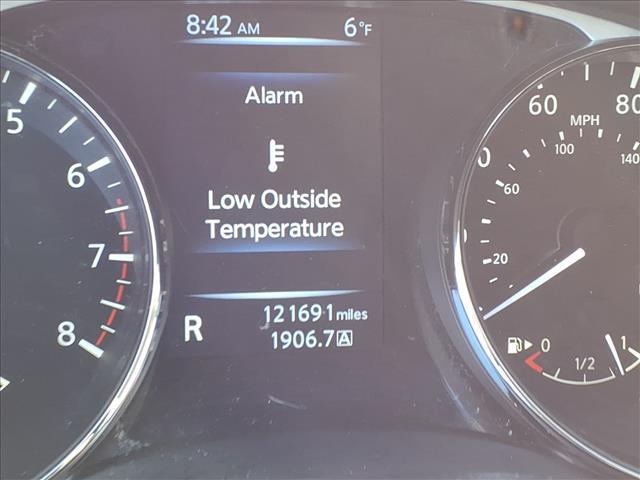 8:42 AM 6°F
Alarm
Low Outside
Temperature
121691 miles
R 1906.7 A
5
6
7
8
60 80
MPH
100 140
60
20
0 1/2 1